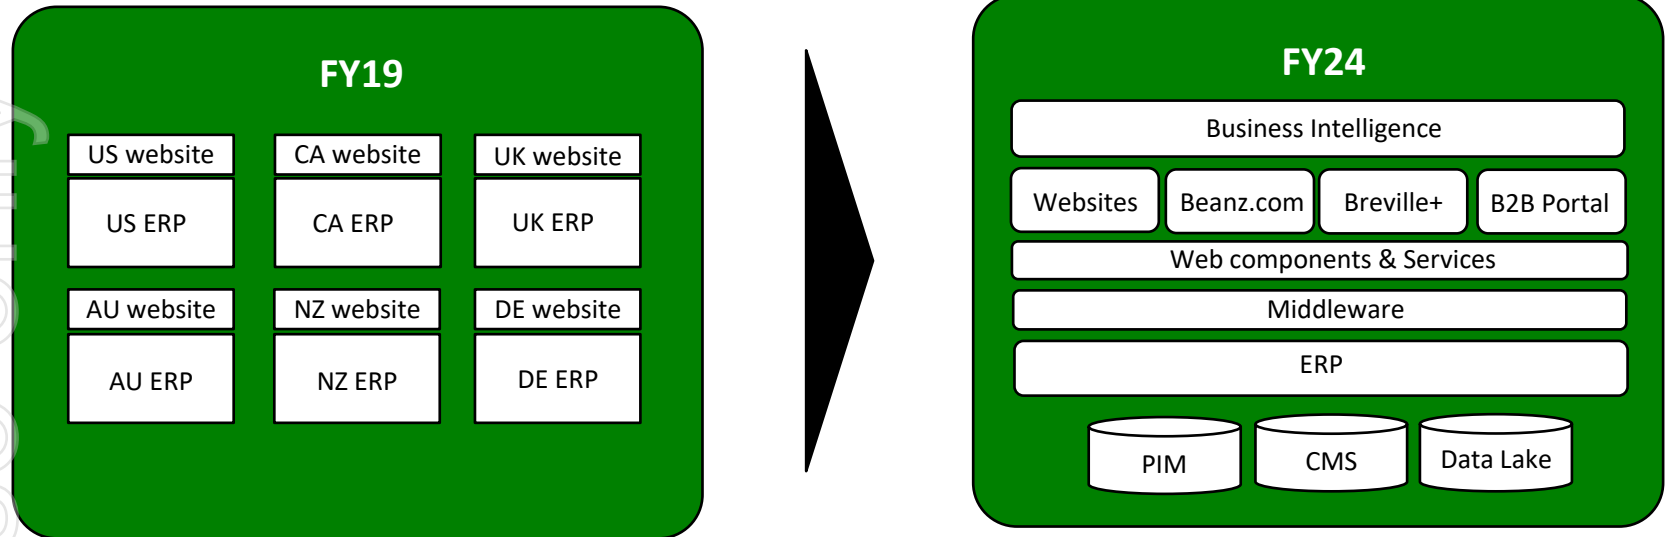 FY19
US website
CA website
UK website
US ERP
CA ERP
UK ERP
AU website
NZ website
DE website
AU ERP
NZ ERP
DE ERP
FY24
Business Intelligence
Websites
Beanz.com
Breville+
B2B Portal
Web components & Services
Middleware
ERP
PIM
CMS
Data Lake